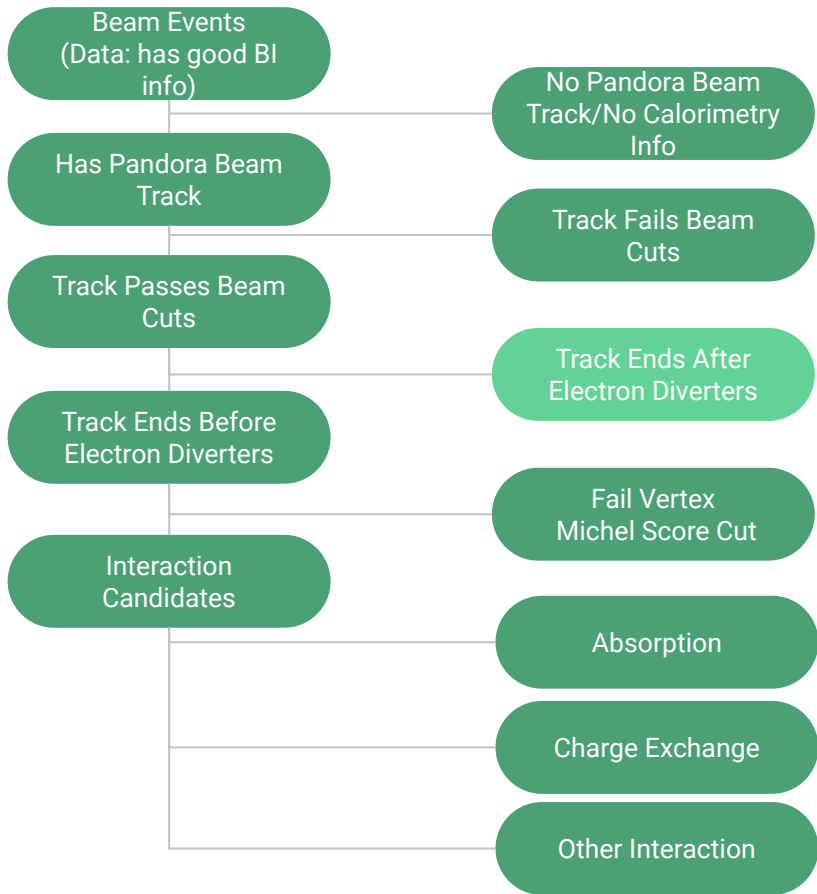 Beam Events
(Data: has good BI
info)
No Pandora Beam
Track/No Calorimetry
Info
Has Pandora Beam
Track
Track Fails Beam
Cuts
Track Passes Beam
Cuts
Track Ends After
Electron Diverters
Track Ends Before
Electron Diverters
Fail Vertex
Michel Score Cut
Interaction
Candidates
Absorption
Charge Exchange
Other Interaction